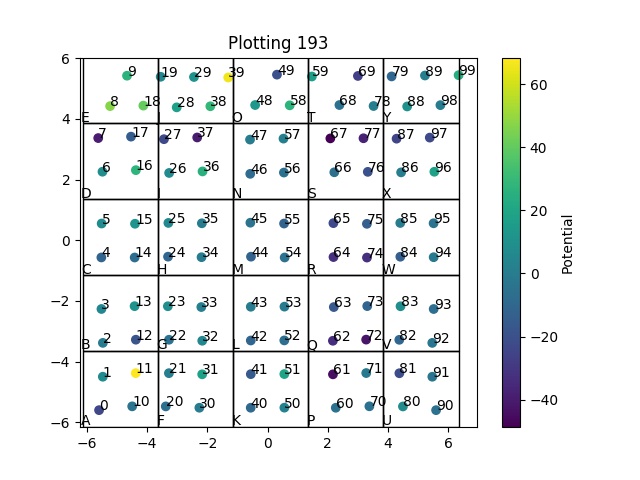 Plotting 193
6
9 19 29 39 49 59 69 79 89 99
60
8 18 28 38 48 58 68 78 88 98
4
E J O T Y
40
7 17 27 37 47 57 67 77 87 97
6 16 26 36 46 56 66 76 86 96
2
D I N S X
20
5 15 25 35 45 55 65 75 85 95
0
4 14 24 34 44 54 64 74 84 94
C H M R W
0
Potential
3 13 23 33 43 53 63 73 83 93
−2
2 12 22 32 42 52 62 72 82 92
B G L Q V
−20
−4
1 11 21 31 41 51 61 71 81 91
0 10 20 30 40 50 60 70 80 90
−40
−6
A F K P U
−6 −4 −2 0 2 4 6